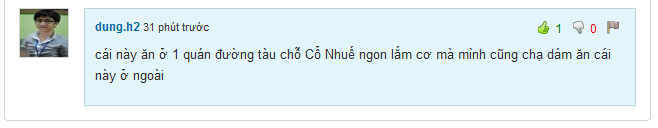 dung.h2 31 phút trước 1 0
cái này ăn ở 1 quán đường tàu chỗ Cổ Nhuế ngon lắm cơ mà mình cũng chạ dám ăn cái
này ở ngoài